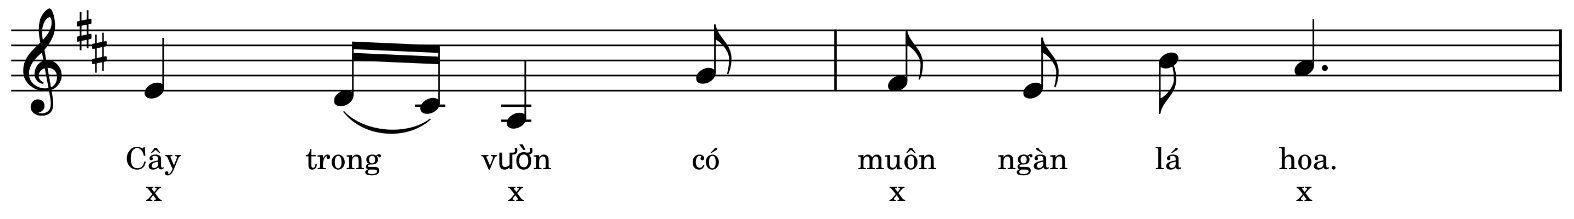 Cây trong vườn có muôn ngàn lá hoa.
x x x x